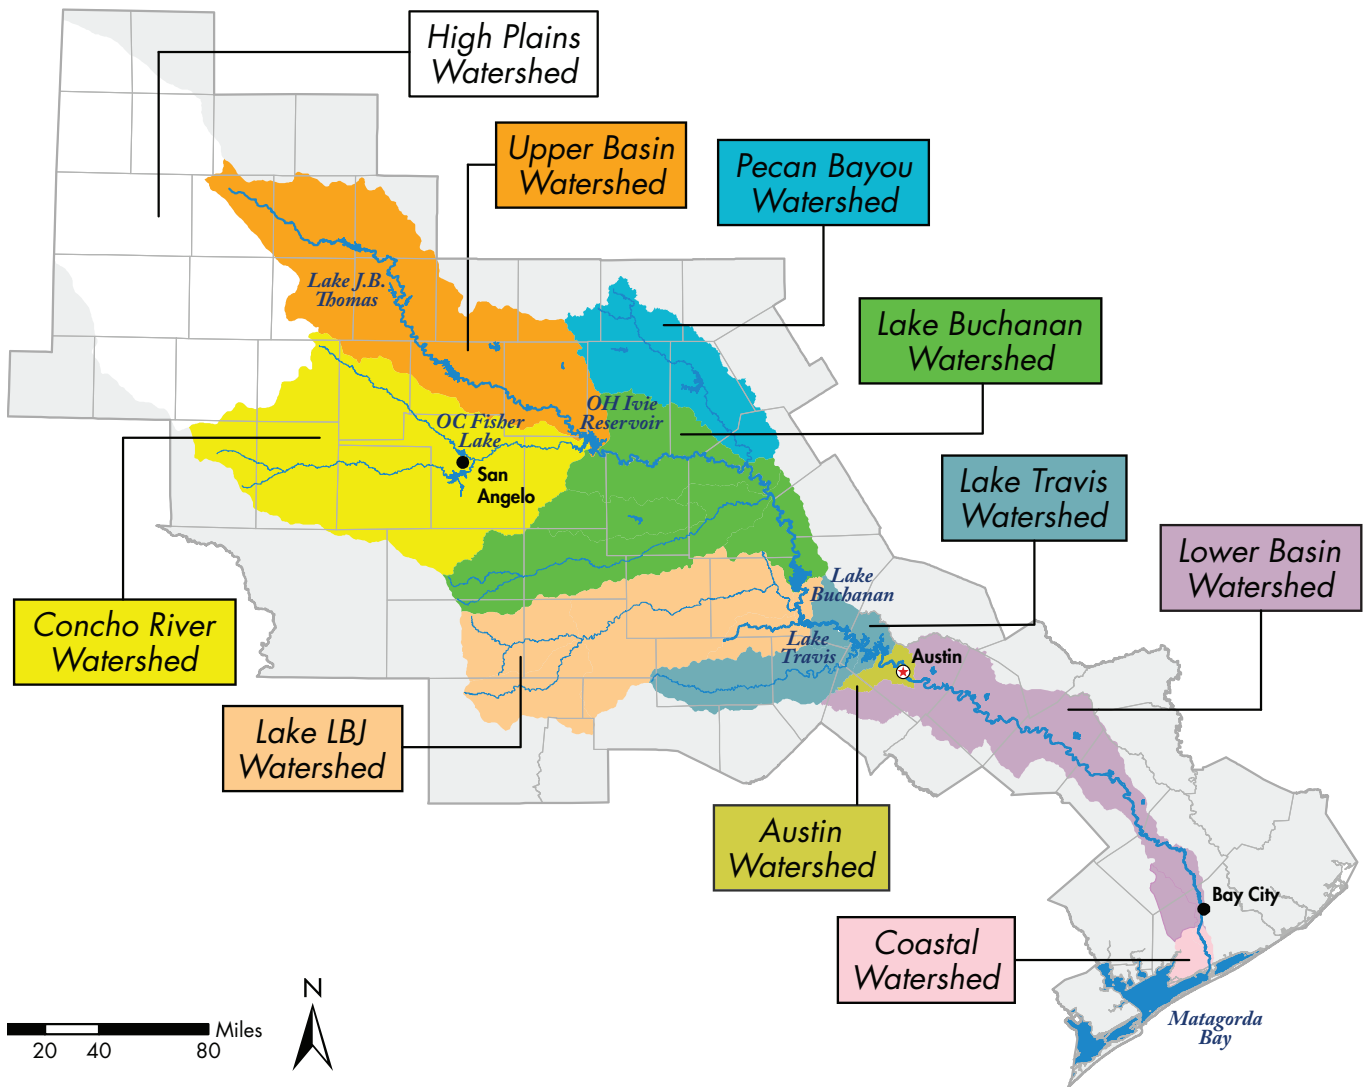 High Plains
Watershed
Upper Basin
Watershed
Pecan Bayou
Watershed
Lake J.B.
Thomas
Lake Buchanan
Watershed
OH Ivie
Reservoir
OC Fisher
Lake
San
Angelo
Lake Travis
Watershed
Lower Basin
Watershed
Lake
Buchanan
Concho River
Watershed
Lake
Travis
Austin
Lake LBJ
Watershed
Austin
Watershed
Bay City
Coastal
Watershed
Matagorda
Bay
N
Miles
20 40 80